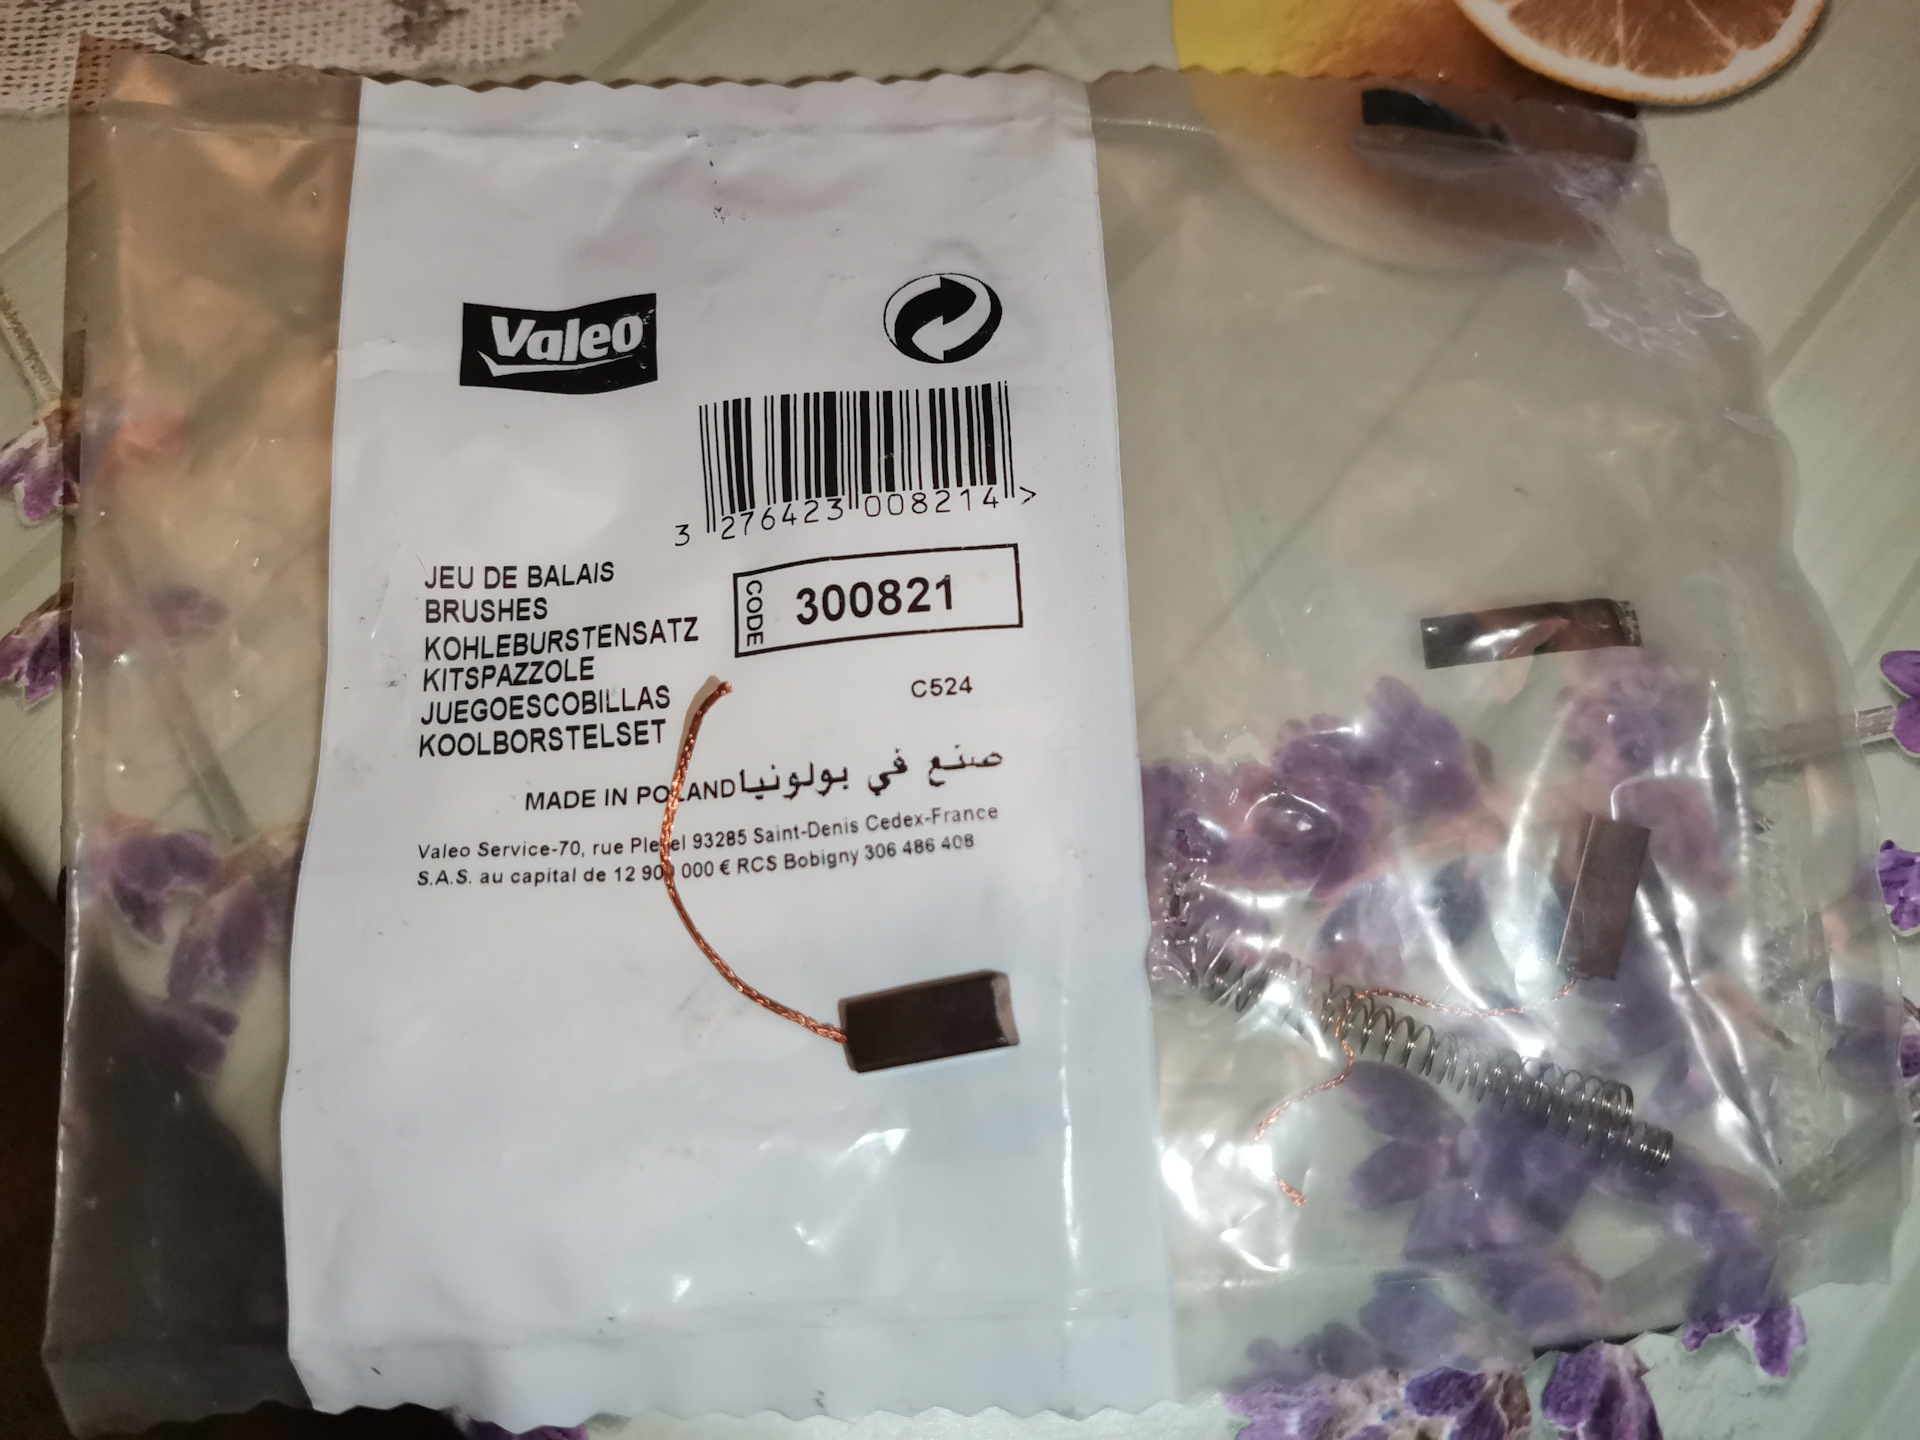 Valeo
3 276423 008214 >
JEU DE BALAIS
BRUSHES
KOHLEBURSTENSATZ
KITSPAZZOLE
JUEGOESCOBILLAS
KOOLBORSTELSET
CODE
300821
C524
MADE IN POLAND صنع في بولونيا
Valeo Service-70, rue Pleyel 93285 Saint-Denis Cedex-France
S.A.S. au capital de 12 900 000 € RCS Bobigny 306 486 408